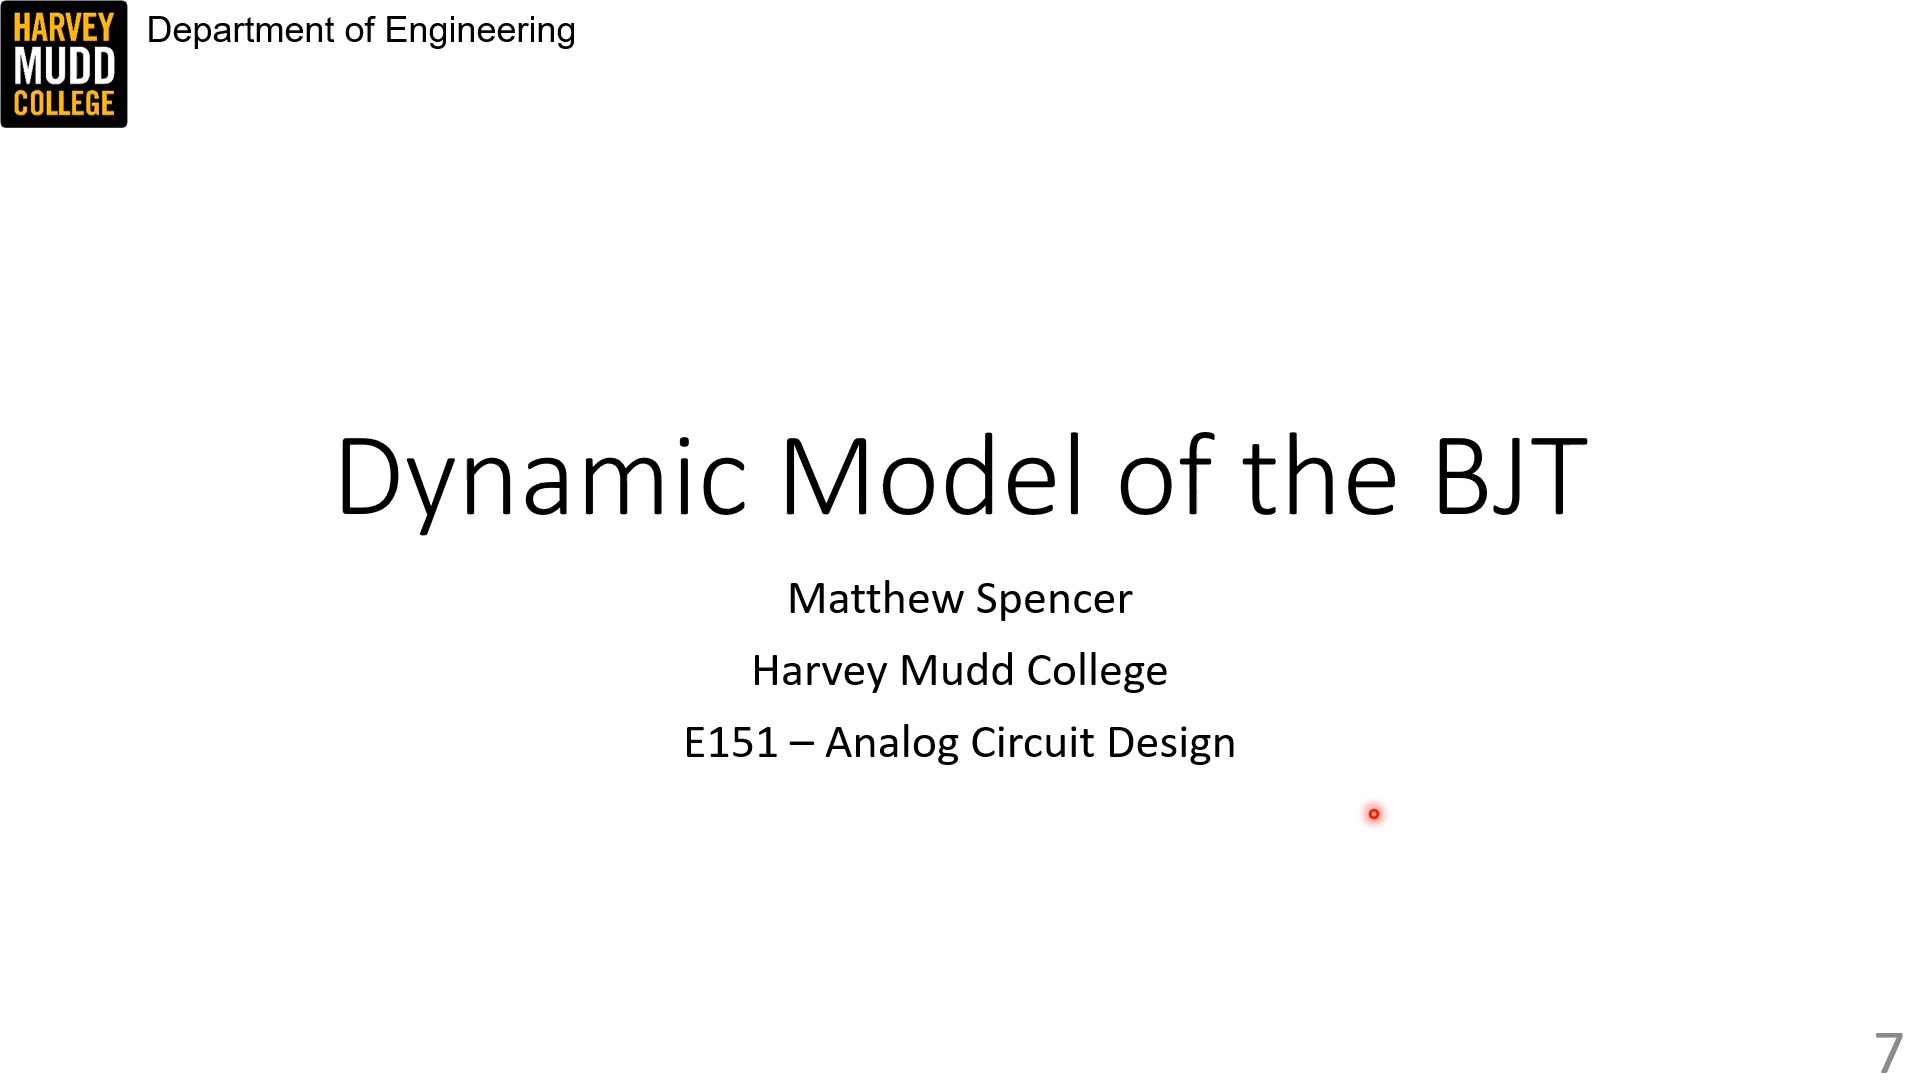 HARVEY
MUDD
COLLEGE
Department of Engineering
Dynamic Model of the BJT
Matthew Spencer
Harvey Mudd College
E151 – Analog Circuit Design
7